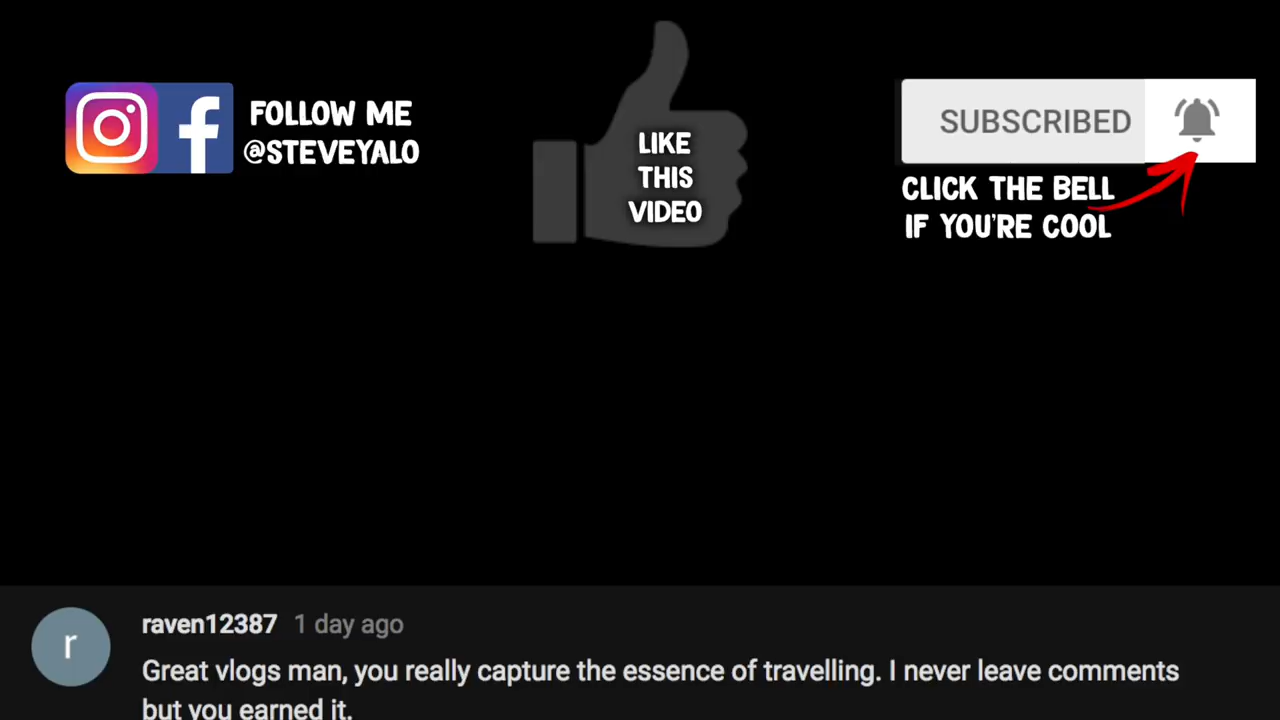 FOLLOW ME
@STEVEYALO
LIKE
THIS
VIDEO
SUBSCRIBED
CLICK THE BELL
IF YOU'RE COOL
r
raven12387 1 day ago
Great vlogs man, you really capture the essence of travelling. I never leave comments
but you earned it.